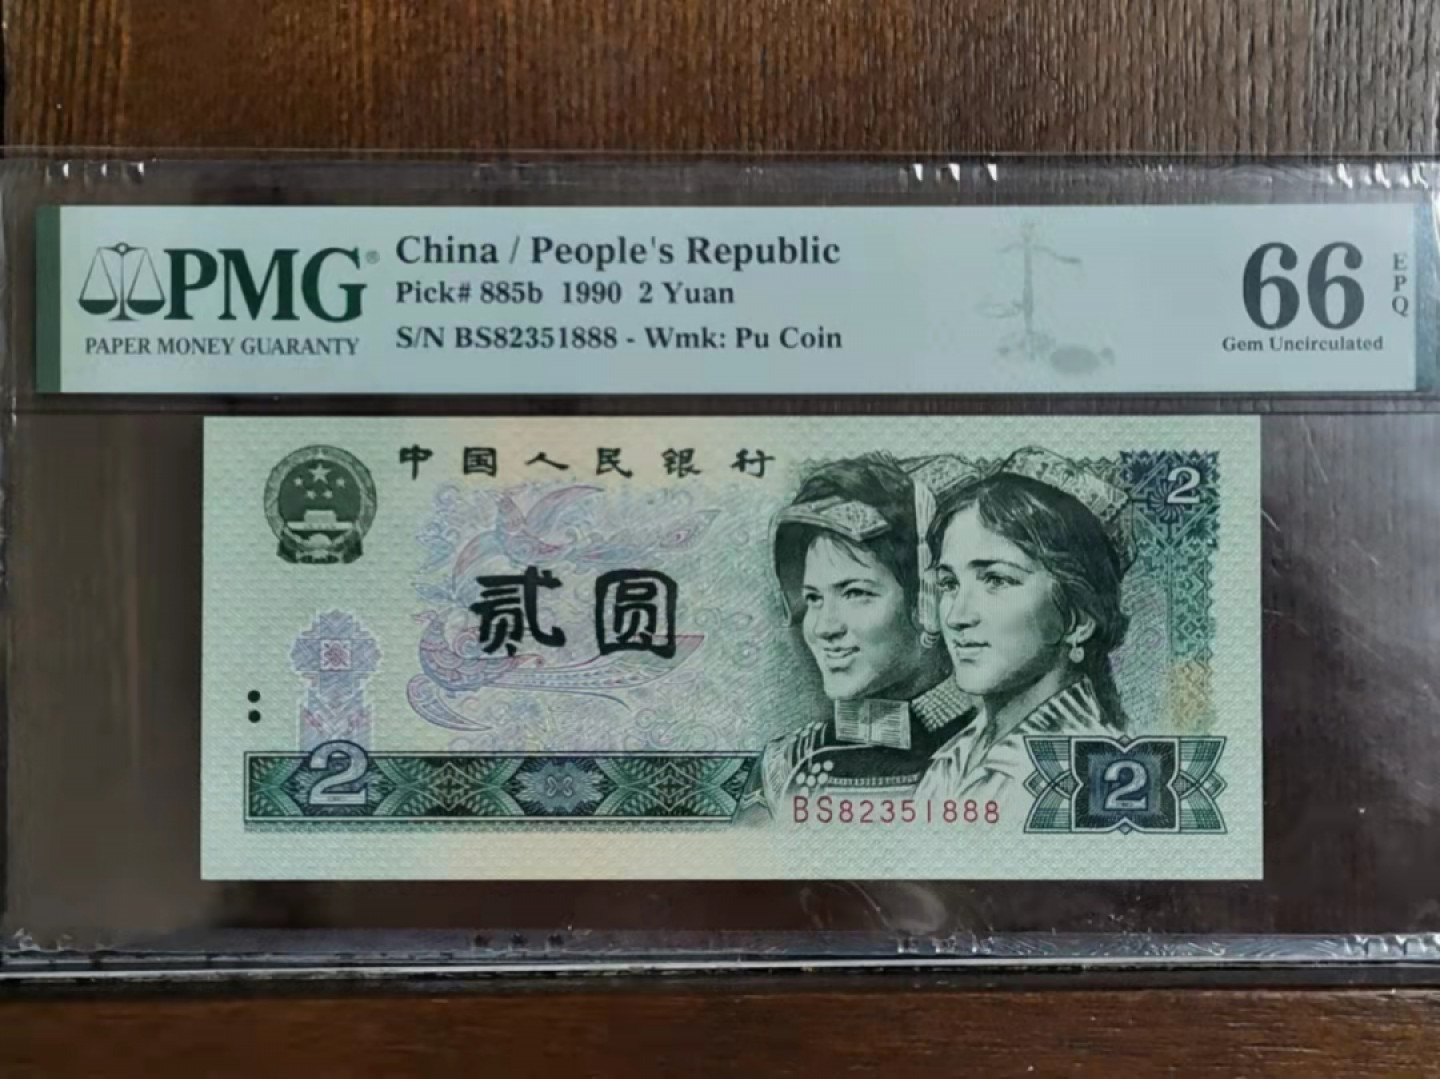 PMG®
PAPER MONEY GUARANTY
China / People's Republic
Pick# 885b 1990 2 Yuan
S/N BS82351888 - Wmk: Pu Coin
66
EPQ
Gem Uncirculated
中国人民银行
2
贰圆
2
BS82351888
2